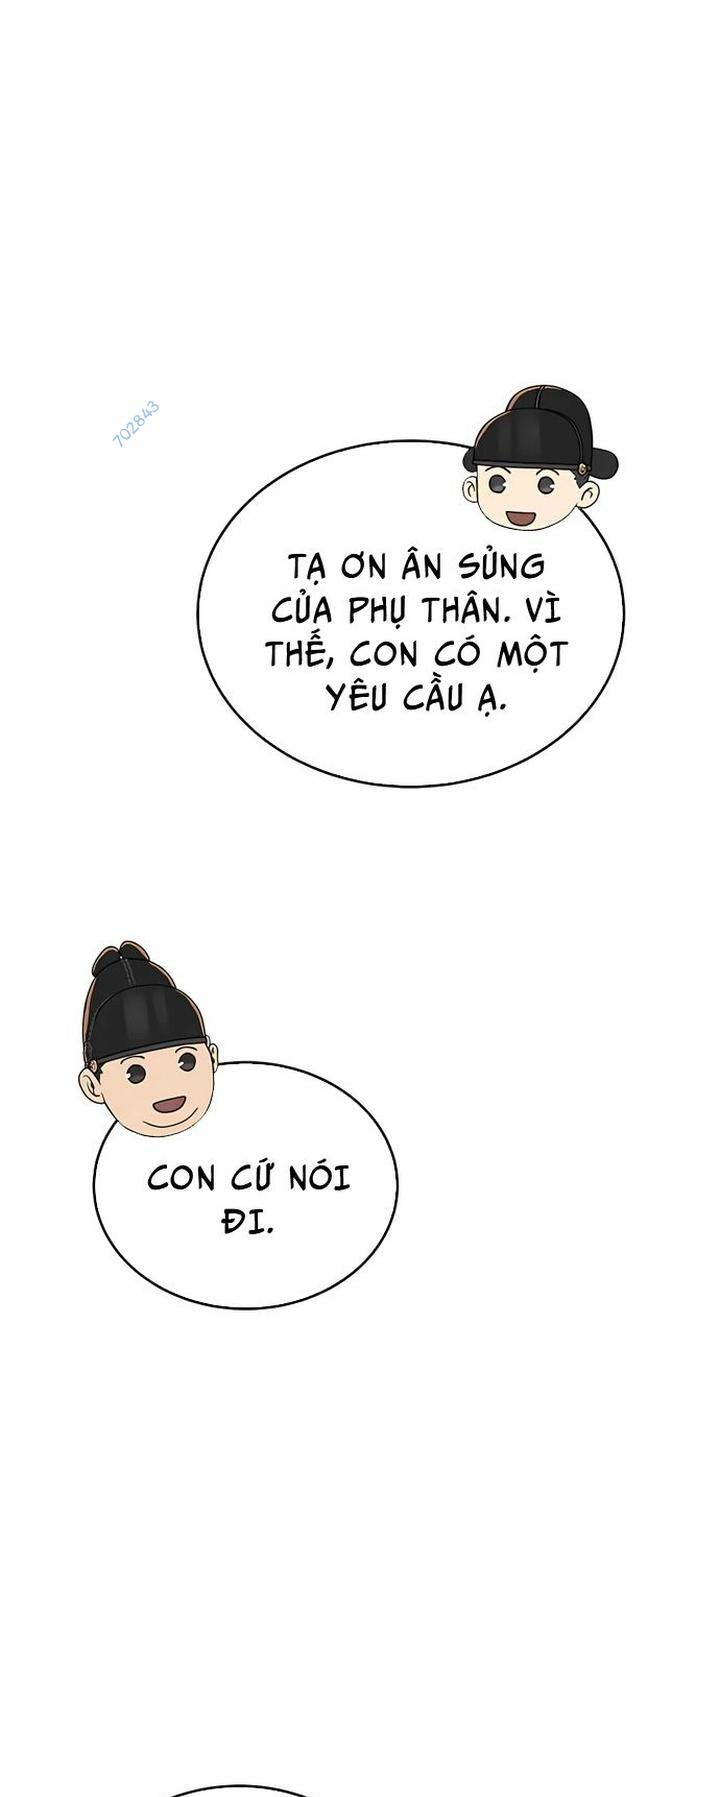 702843
TẠ ƠN ÂN SỦNG
CỦA PHỤ THÂN. VÌ
THẾ, CON CÓ MỘT
YÊU CẦU Ạ.
CON CỨ NÓI
ĐI.